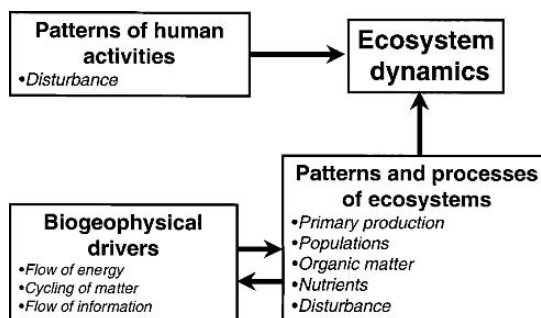 Patterns of human
activities
•Disturbance
Ecosystem
dynamics
Patterns and processes
of ecosystems
•Primary production
•Populations
•Organic matter
•Nutrients
•Disturbance
Biogeophysical
drivers
•Flow of energy
•Cycling of matter
•Flow of information